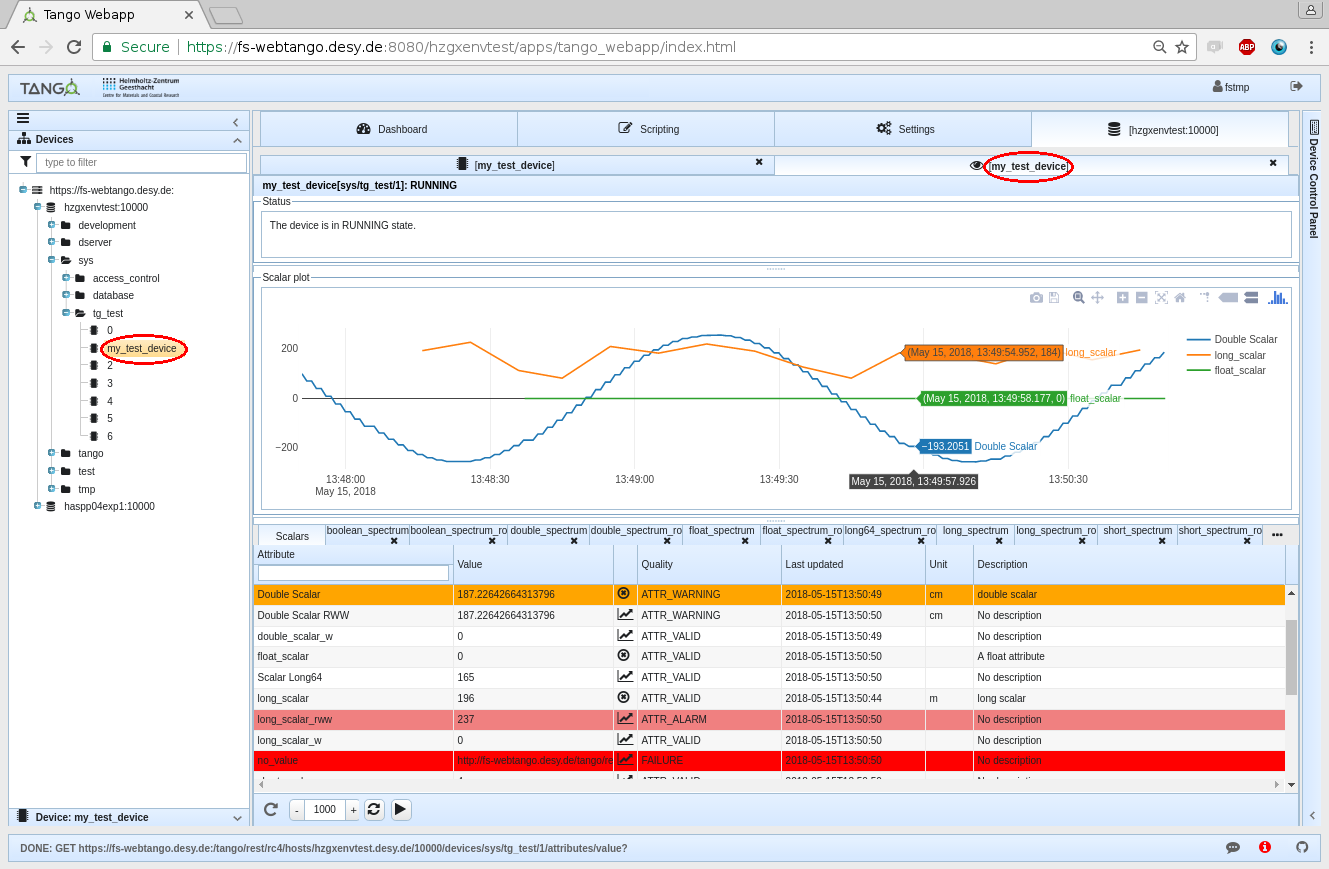 Tango Webapp
Secure https://fs-webtango.desy.de:8080/hzgxenvtest/apps/tango_webapp/index.html
ABP
TANGO
Helmholtz-Zentrum
Geesthacht
Centre for Materials and Coastal Research
fstmp
Devices
type to filter
https://fs-webtango.desy.de:
hzgxenvtest:10000
development
dserver
sys
access_control
database
tg_test
0
my_test_device
2
3
4
5
6
tango
test
tmp
haspp04exp1:10000
Device: my_test_device
Dashboard Scripting Settings [hzgxenvtest:10000]
[my_test_device] [my_test_device]
my_test_device[sys/tg_test/1]: RUNNING
Status
The device is in RUNNING state.
Scalar plot
200
0
−200
13:48:00 13:48:30 13:49:00 13:49:30 13:50:30
May 15, 2018
(May 15, 2018, 13:49:54.952, 184) long_scalar
(May 15, 2018, 13:49:58.177, 0) float_scalar
−193.2051 Double Scalar
May 15, 2018, 13:49:57.926
Double Scalar
long_scalar
float_scalar
Scalars boolean_spectrum boolean_spectrum_ro double_spectrum double_spectrum_ro float_spectrum float_spectrum_ro long64_spectrum_ro long_spectrum long_spectrum_ro short_spectrum short_spectrum_ro
Attribute Value Quality Last updated Unit Description
Double Scalar 187.22642664313796 ATTR_WARNING 2018-05-15T13:50:49 cm double scalar
Double Scalar RWW 187.22642664313796 ATTR_WARNING 2018-05-15T13:50:50 cm No description
double_scalar_w 0 ATTR_VALID 2018-05-15T13:50:49 No description
float_scalar 0 ATTR_VALID 2018-05-15T13:50:50 A float attribute
Scalar Long64 165 ATTR_VALID 2018-05-15T13:50:50 No description
long_scalar 196 ATTR_VALID 2018-05-15T13:50:44 m long scalar
long_scalar_rww 237 ATTR_ALARM 2018-05-15T13:50:50 No description
long_scalar_w 0 ATTR_VALID 2018-05-15T13:50:50 No description
no_value http://fs-webtango.desy.de/tango/re FAILURE 2018-05-15T13:50:50 No description
- 1000 +
Device Control Panel
DONE: GET https://fs-webtango.desy.de:/tango/rest/rc4/hosts/hzgxenvtest.desy.de/10000/devices/sys/tg_test/1/attributes/value?